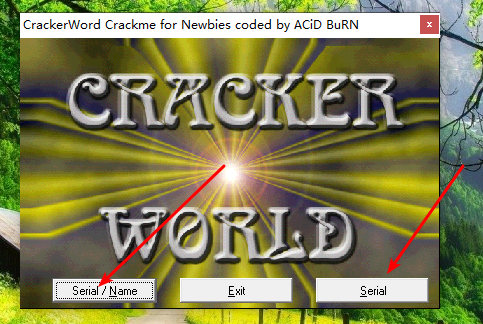 CrackerWord Crackme for Newbies coded by ACiD BuRN
x
CRACKER
WORLD
Serial / Name
Exit
Serial